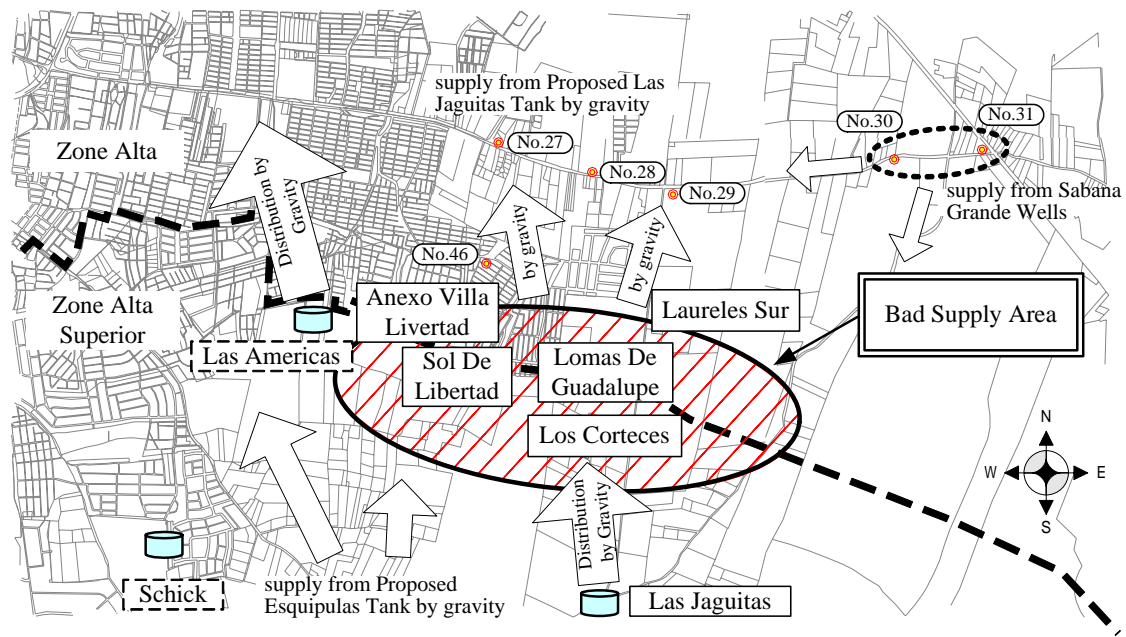 supply from Proposed Las
Jaguitas Tank by gravity
No.30
No.31
No.27
No.28
No.29
Zone Alta
Distribution by
Gravity
by gravity
by gravity
supply from Sabana
Grande Wells
No.46
Zone Alta
Superior
Anexo Villa
Livertad
Laureles Sur
Bad Supply Area
Las Americas
Sol De
Libertad
Lomas De
Guadalupe
Los Corteces
N
W
E
S
Distribution
by Gravity
Schick
supply from Proposed
Esquipulas Tank by gravity
Las Jaguitas